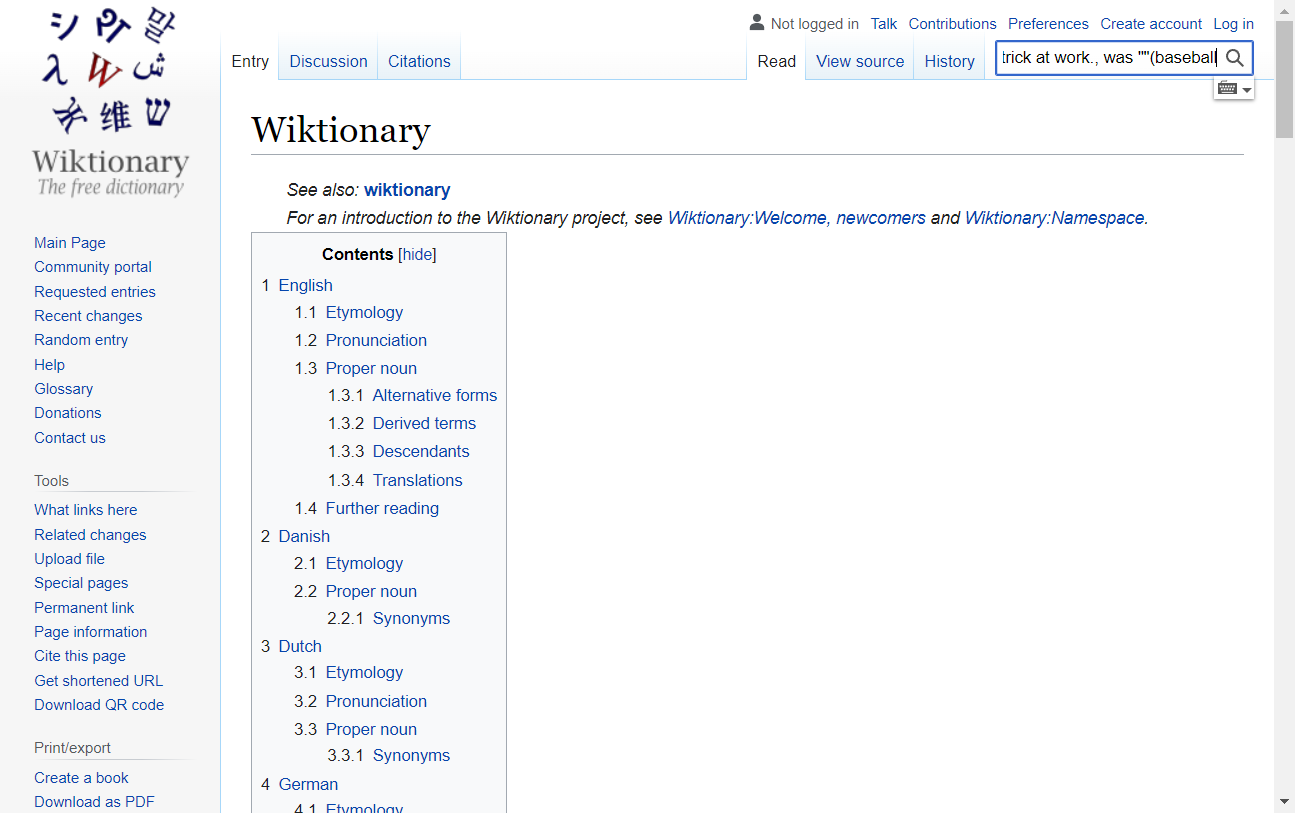 Not logged in Talk Contributions Preferences Create account Log in
Entry Discussion Citations Read View source History
rick at work., was ""(baseball
Wiktionary
The free dictionary
Main Page
Community portal
Requested entries
Recent changes
Random entry
Help
Glossary
Donations
Contact us
Tools
What links here
Related changes
Upload file
Special pages
Permanent link
Page information
Cite this page
Get shortened URL
Download QR code
Print/export
Create a book
Download as PDF
Wiktionary
See also: wiktionary
For an introduction to the Wiktionary project, see Wiktionary:Welcome, newcomers and Wiktionary:Namespace.
Contents [hide]
1 English
1.1 Etymology
1.2 Pronunciation
1.3 Proper noun
1.3.1 Alternative forms
1.3.2 Derived terms
1.3.3 Descendants
1.3.4 Translations
1.4 Further reading
2 Danish
2.1 Etymology
2.2 Proper noun
2.2.1 Synonyms
3 Dutch
3.1 Etymology
3.2 Pronunciation
3.3 Proper noun
3.3.1 Synonyms
4 German
4.1 Etymology